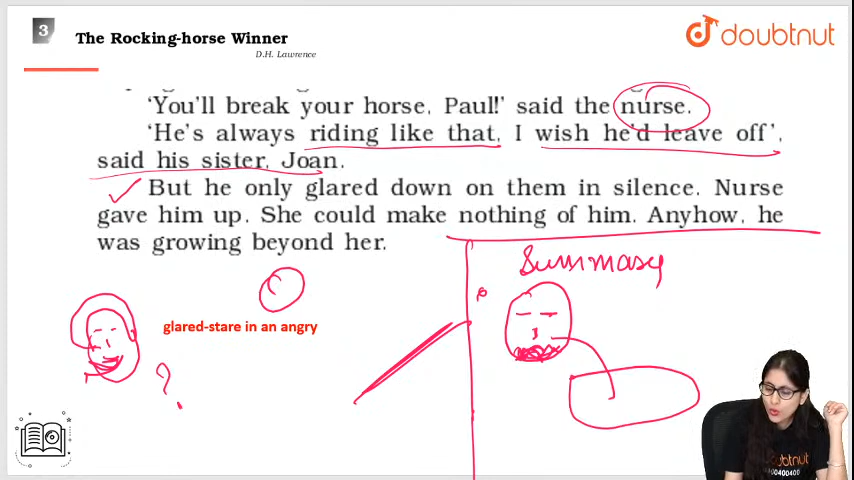 3
The Rocking-horse Winner
D.H. Lawrence
doubtnut
'You'll break your horse, Paul!' said the nurse.
'He's always riding like that, I wish he'd leave off',
said his sister, Joan.
But he only glared down on them in silence. Nurse
gave him up. She could make nothing of him. Anyhow, he
was growing beyond her.
Summary
glared-stare in an angry
?
doubtnut